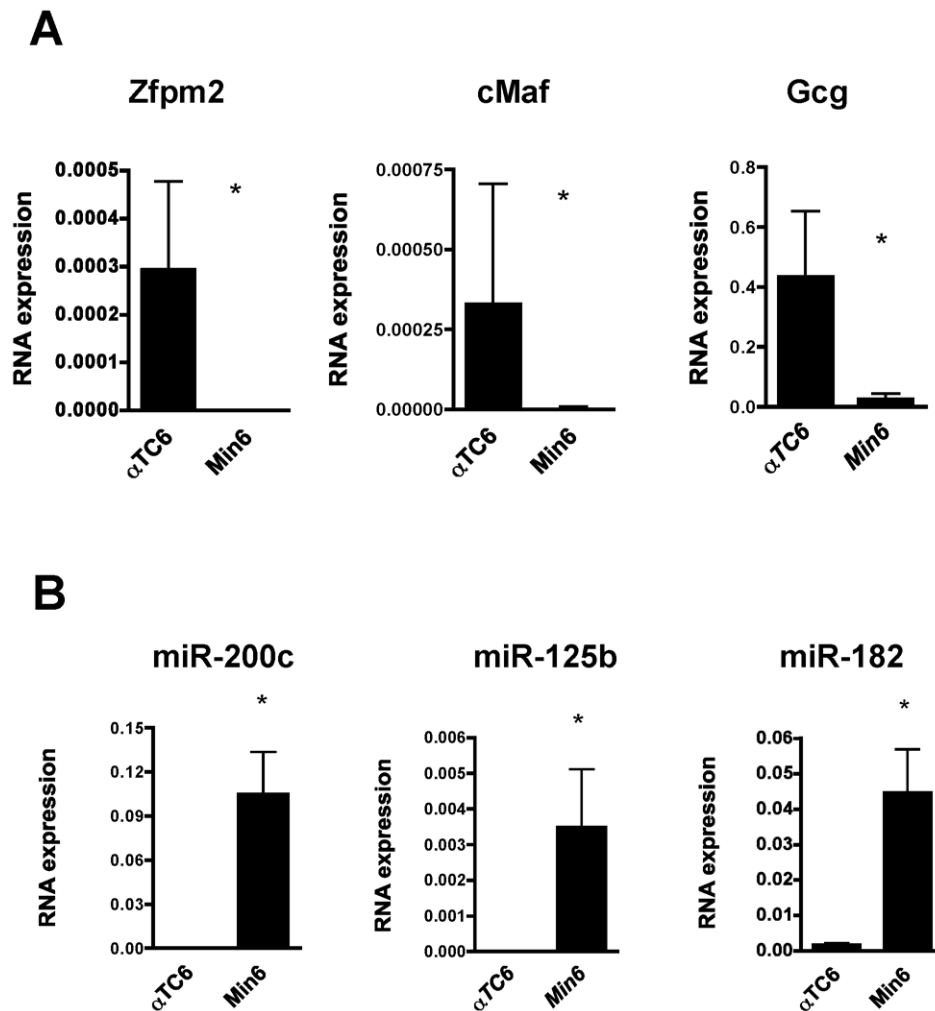 A
Zfpm2 cMaf Gcg
RNA expression
0.0005
0.0004
0.0003
0.0002
0.0001
0.0000
*
αTC6 Min6
RNA expression
0.00075
0.00050
0.00025
0.00000
*
αTC6 Min6
RNA expression
0.8
0.6
0.4
0.2
0.0
*
αTC6 Min6
B
miR-200c miR-125b miR-182
RNA expression
0.15
0.12
0.09
0.06
0.03
0.00
*
αTC6 Min6
RNA expression
0.006
0.005
0.004
0.003
0.002
0.001
0.000
*
αTC6 Min6
RNA expression
0.06
0.05
0.04
0.03
0.02
0.01
0.00
*
αTC6 Min6